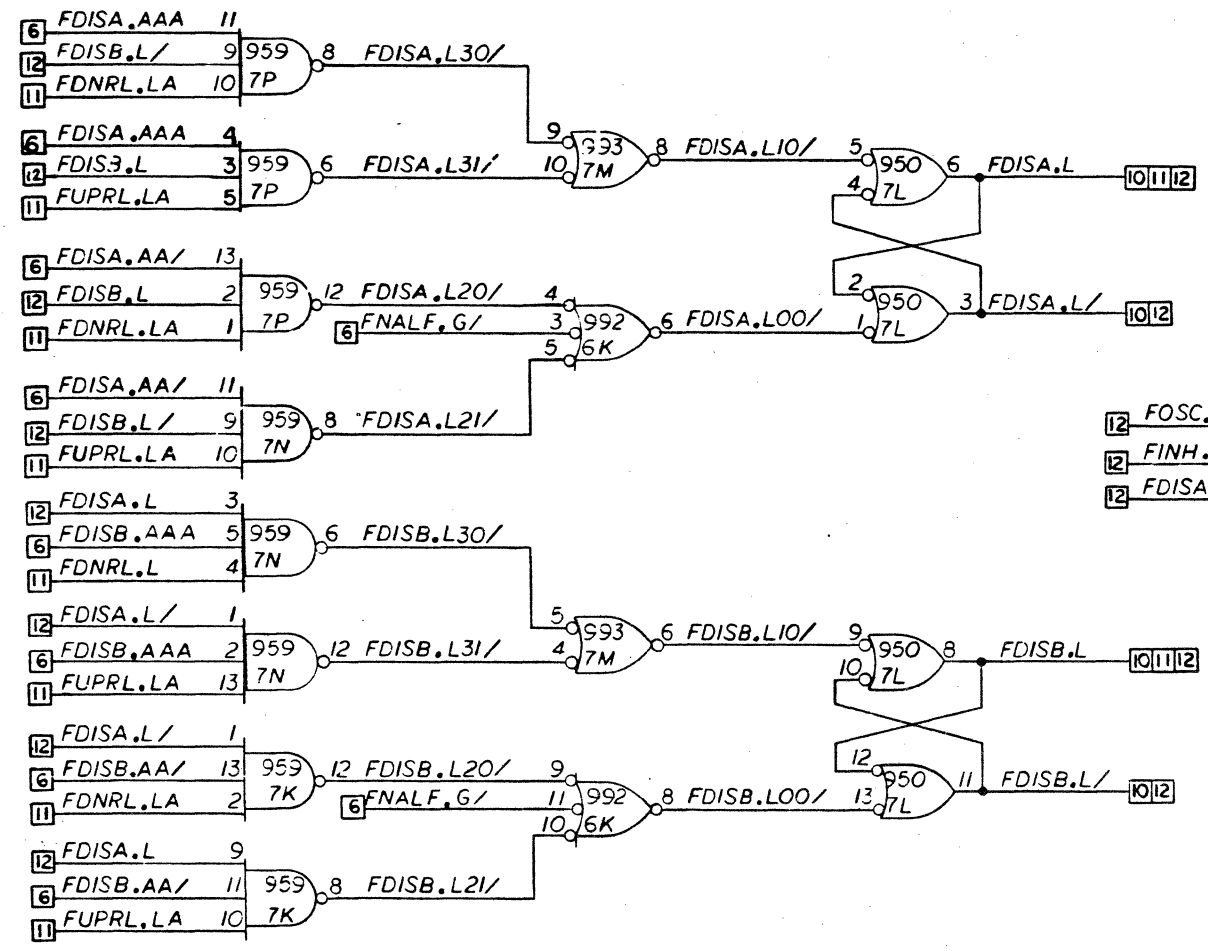 6 FDISA.AAA 11
12 FDISB.L/ 9 959 8 FDISA.L30/
11 FDNRL.LA 10 7P
6 FDISA.AAA 4
12 FDISB.L 3 959 6 FDISA.L31/
11 FUPRL.LA 5 7P
9 993 8 FDISA.L10/ 5 950 6 FDISA.L 10 11 12
10 7M 4 7L
6 FDISA.AA/ 13
12 FDISB.L 2 959 12 FDISA.L20/ 4
11 FDNRL.LA 1 7P
6 FNALF.G/ 3 992 6 FDISA.L00/
5 6K
2 950 3 FDISA.L/ 10 12
1 7L
6 FDISA.AA/ 11
12 FDISB.L/ 9 959 8 FDISA.L21/
11 FUPRL.LA 10 7N
12 FOSC.
12 FINH.
12 FDISA
12 FDISA.L 3
6 FDISB.AAA 5 959 6 FDISB.L30/
11 FDNRL.L 4 7N
12 FDISA.L/ 1
6 FDISB.AAA 2 959 12 FDISB.L31/
11 FUPRL.LA 13 7N
5 993 6 FDISB.L10/ 9 950 8 FDISB.L 10 11 12
4 7M 10 7L
12 FDISA.L/ 1
6 FDISB.AA/ 13 959 12 FDISB.L20/ 9
11 FDNRL.LA 2 7K
6 FNALF.G/ 11 992 8 FDISB.L00/
10 6K
12 950 11 FDISB.L/ 10 12
13 7L
12 FDISA.L 9
6 FDISB.AA/ 11 959 8 FDISB.L21/
11 FUPRL.LA 10 7K